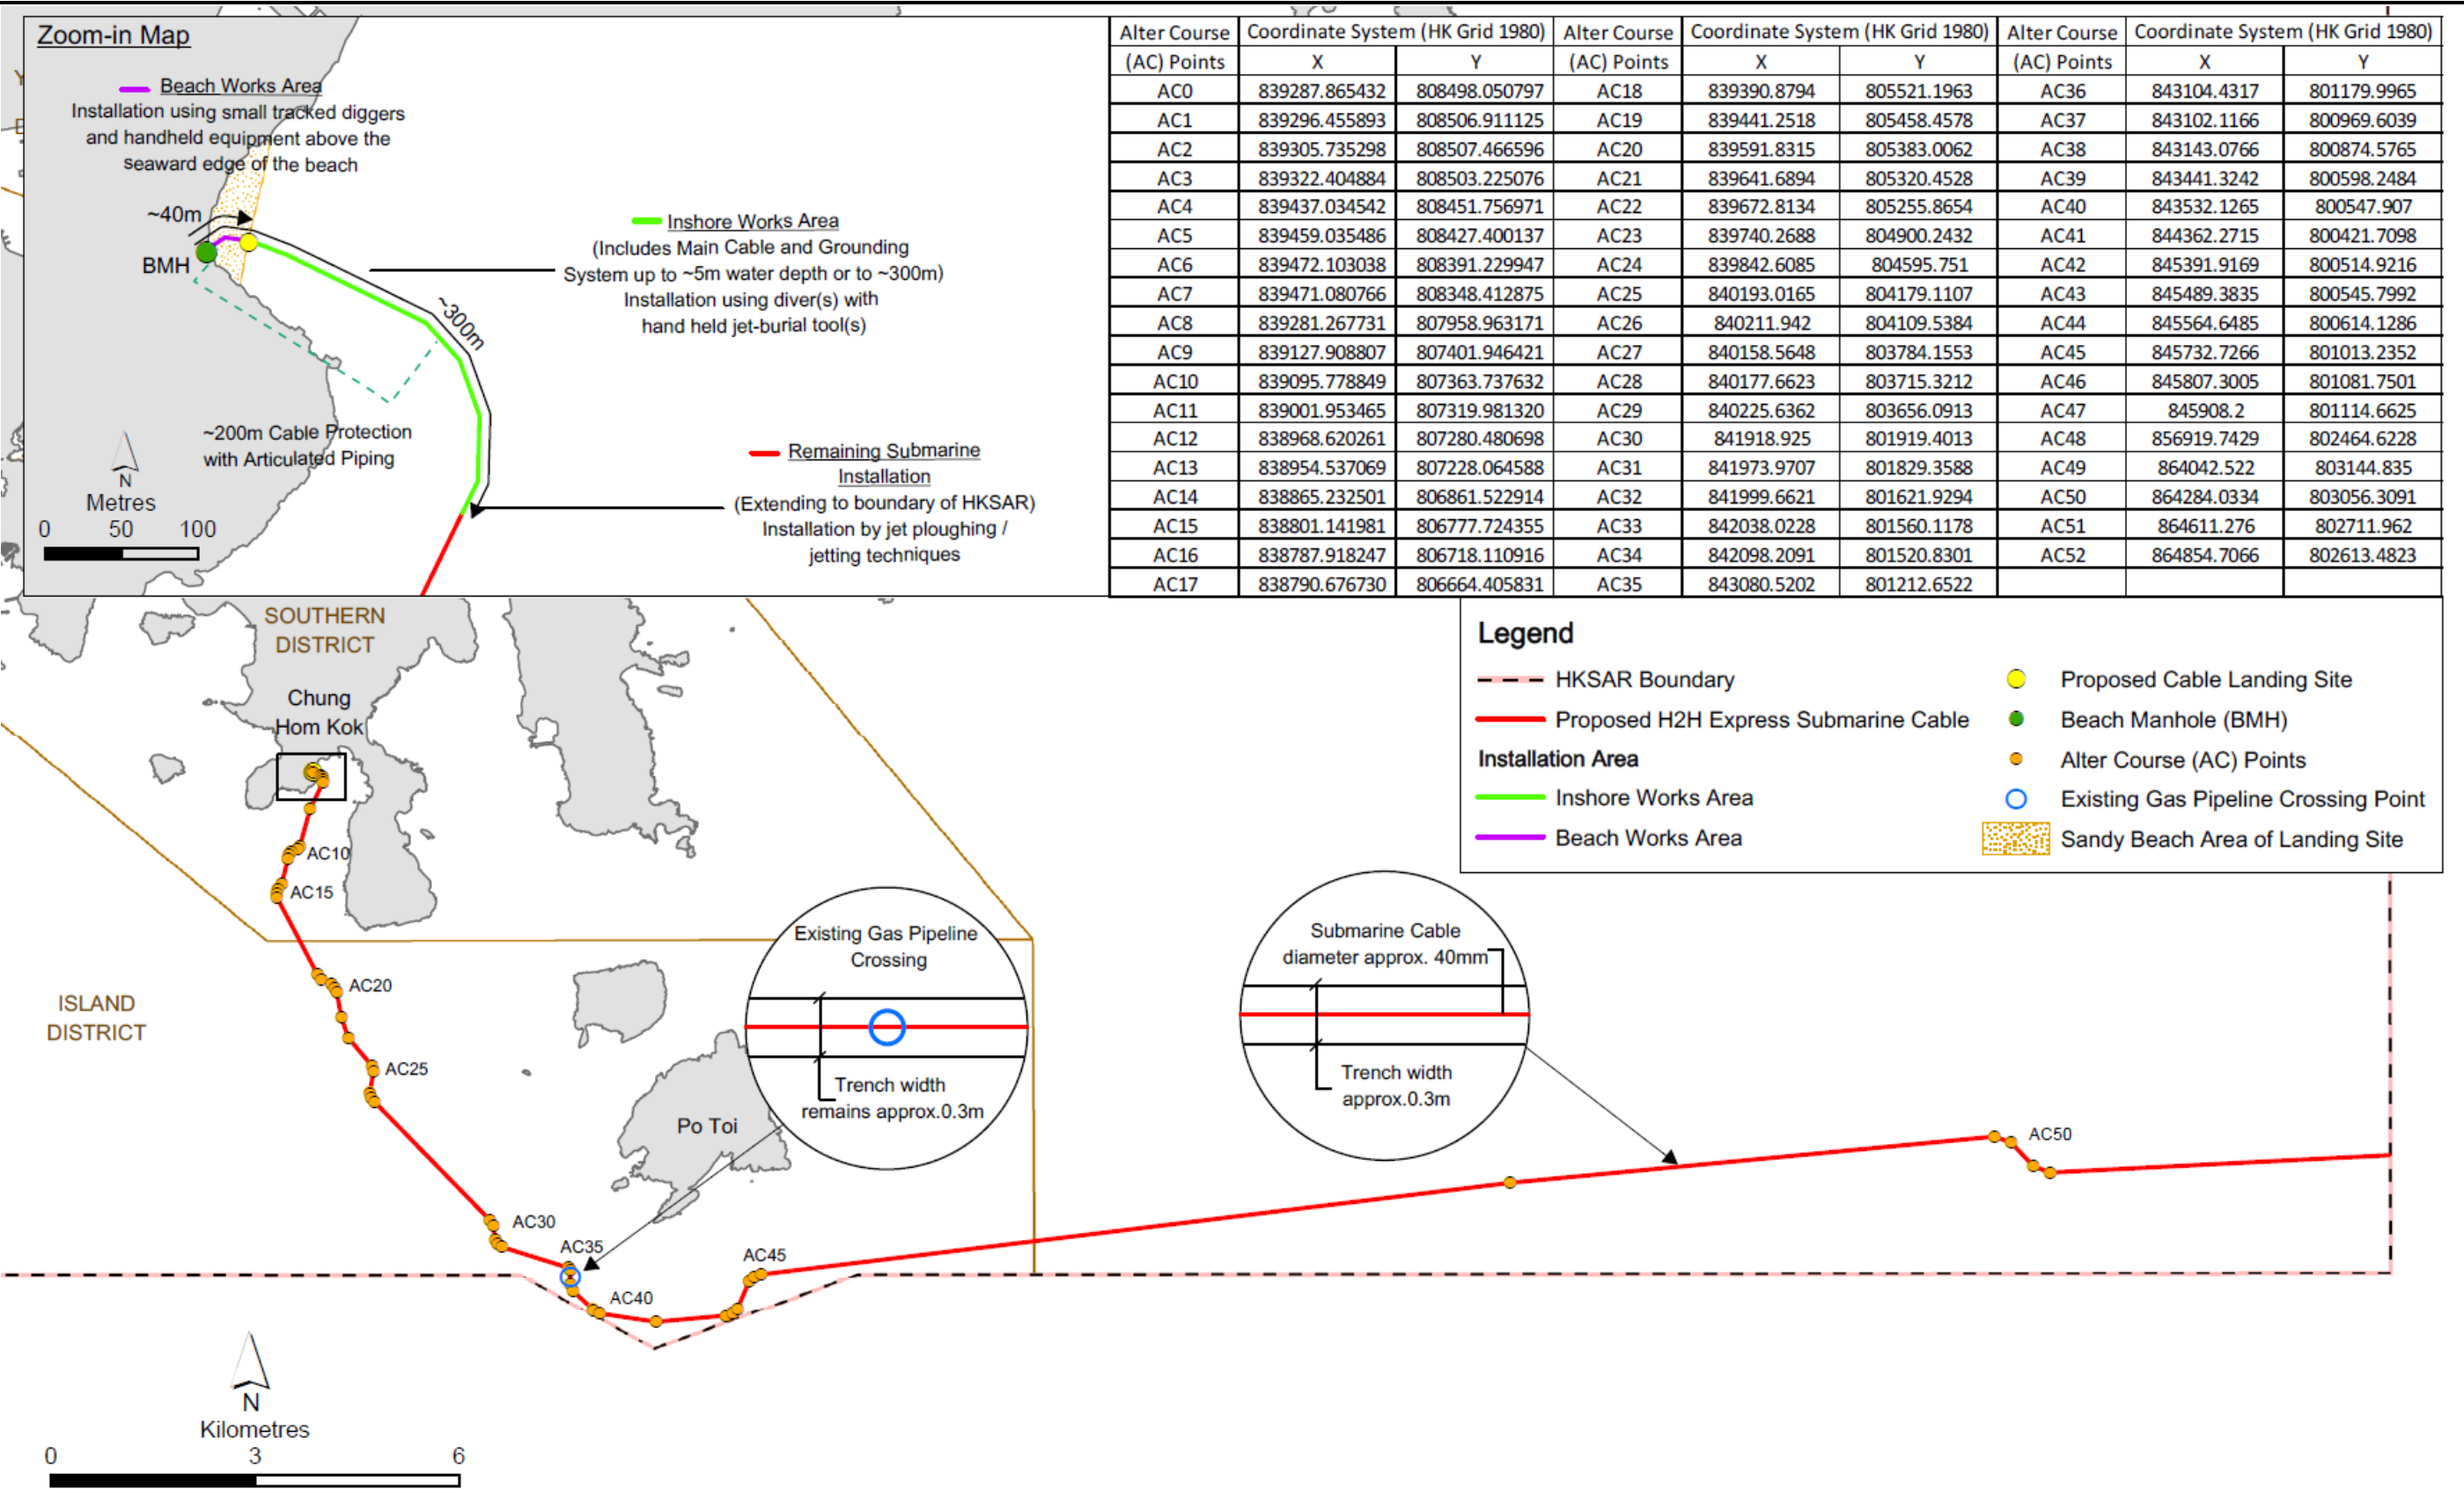 Zoom-in Map
Beach Works Area
Installation using small tracked diggers
and handheld equipment above the
seaward edge of the beach
~40m
BMH
Inshore Works Area
(Includes Main Cable and Grounding
System up to ~5m water depth or to ~300m)
Installation using diver(s) with
hand held jet-burial tool(s)
~300m
~200m Cable Protection
with Articulated Piping
Remaining Submarine
Installation
(Extending to boundary of HKSAR)
Installation by jet ploughing /
jetting techniques
N
Metres
0 50 100
Alter Course Coordinate System (HK Grid 1980) Alter Course Coordinate System (HK Grid 1980) Alter Course Coordinate System (HK Grid 1980)
(AC) Points X Y (AC) Points X Y (AC) Points X Y
AC0 839287.865432 808498.050797 AC18 839390.8794 805521.1963 AC36 843104.4317 801179.9965
AC1 839296.455893 808506.911125 AC19 839441.2518 805458.4578 AC37 843102.1166 800969.6039
AC2 839305.735298 808507.466596 AC20 839591.8315 805383.0062 AC38 843143.0766 800874.5765
AC3 839322.404884 808503.225076 AC21 839641.6894 805320.4528 AC39 843441.3242 800598.2484
AC4 839437.034542 808451.756971 AC22 839672.8134 805255.8654 AC40 843532.1265 800547.907
AC5 839459.035486 808427.400137 AC23 839740.2688 804900.2432 AC41 844362.2715 800421.7098
AC6 839472.103038 808391.229947 AC24 839842.6085 804595.751 AC42 845391.9169 800514.9216
AC7 839471.080766 808348.412875 AC25 840193.0165 804179.1107 AC43 845489.3835 800545.7992
AC8 839281.267731 807958.963171 AC26 840211.942 804109.5384 AC44 845564.6485 800614.1286
AC9 839127.908807 807401.946421 AC27 840158.5648 803784.1553 AC45 845732.7266 801013.2352
AC10 839095.778849 807363.737632 AC28 840177.6623 803715.3212 AC46 845807.3005 801081.7501
AC11 839001.953465 807319.981320 AC29 840225.6362 803656.0913 AC47 845908.2 801114.6625
AC12 838968.620261 807280.480698 AC30 841918.925 801919.4013 AC48 856919.7429 802464.6228
AC13 838954.537069 807228.064588 AC31 841973.9707 801829.3588 AC49 864042.522 803144.835
AC14 838865.232501 806861.522914 AC32 841999.6621 801621.9294 AC50 864284.0334 803056.3091
AC15 838801.141981 806777.724355 AC33 842038.0228 801560.1178 AC51 864611.276 802711.962
AC16 838787.918247 806718.110916 AC34 842098.2091 801520.8301 AC52 864854.7066 802613.4823
AC17 838790.676730 806664.405831 AC35 843080.5202 801212.6522
Legend
HKSAR Boundary
Proposed H2H Express Submarine Cable
Installation Area
Inshore Works Area
Beach Works Area
Proposed Cable Landing Site
Beach Manhole (BMH)
Alter Course (AC) Points
Existing Gas Pipeline Crossing Point
Sandy Beach Area of Landing Site
SOUTHERN
DISTRICT
Chung
Hom Kok
AC10
AC15
AC20
ISLAND
DISTRICT
AC25
AC30
AC35
AC40
AC45
AC50
Po Toi
Existing Gas Pipeline
Crossing
Trench width
remains approx.0.3m
Submarine Cable
diameter approx. 40mm
Trench width
approx.0.3m
N
Kilometres
0 3 6